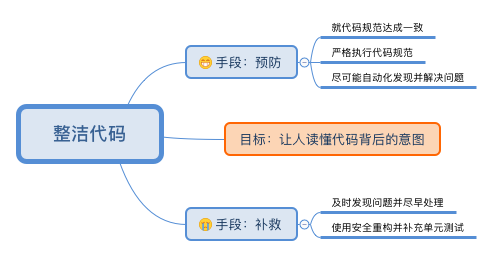 整洁代码
手段：预防
就代码规范达成一致
严格执行代码规范
尽可能自动化发现并解决问题
目标：让人读懂代码背后的意图
手段：补救
及时发现问题并尽早处理
使用安全重构并补充单元测试